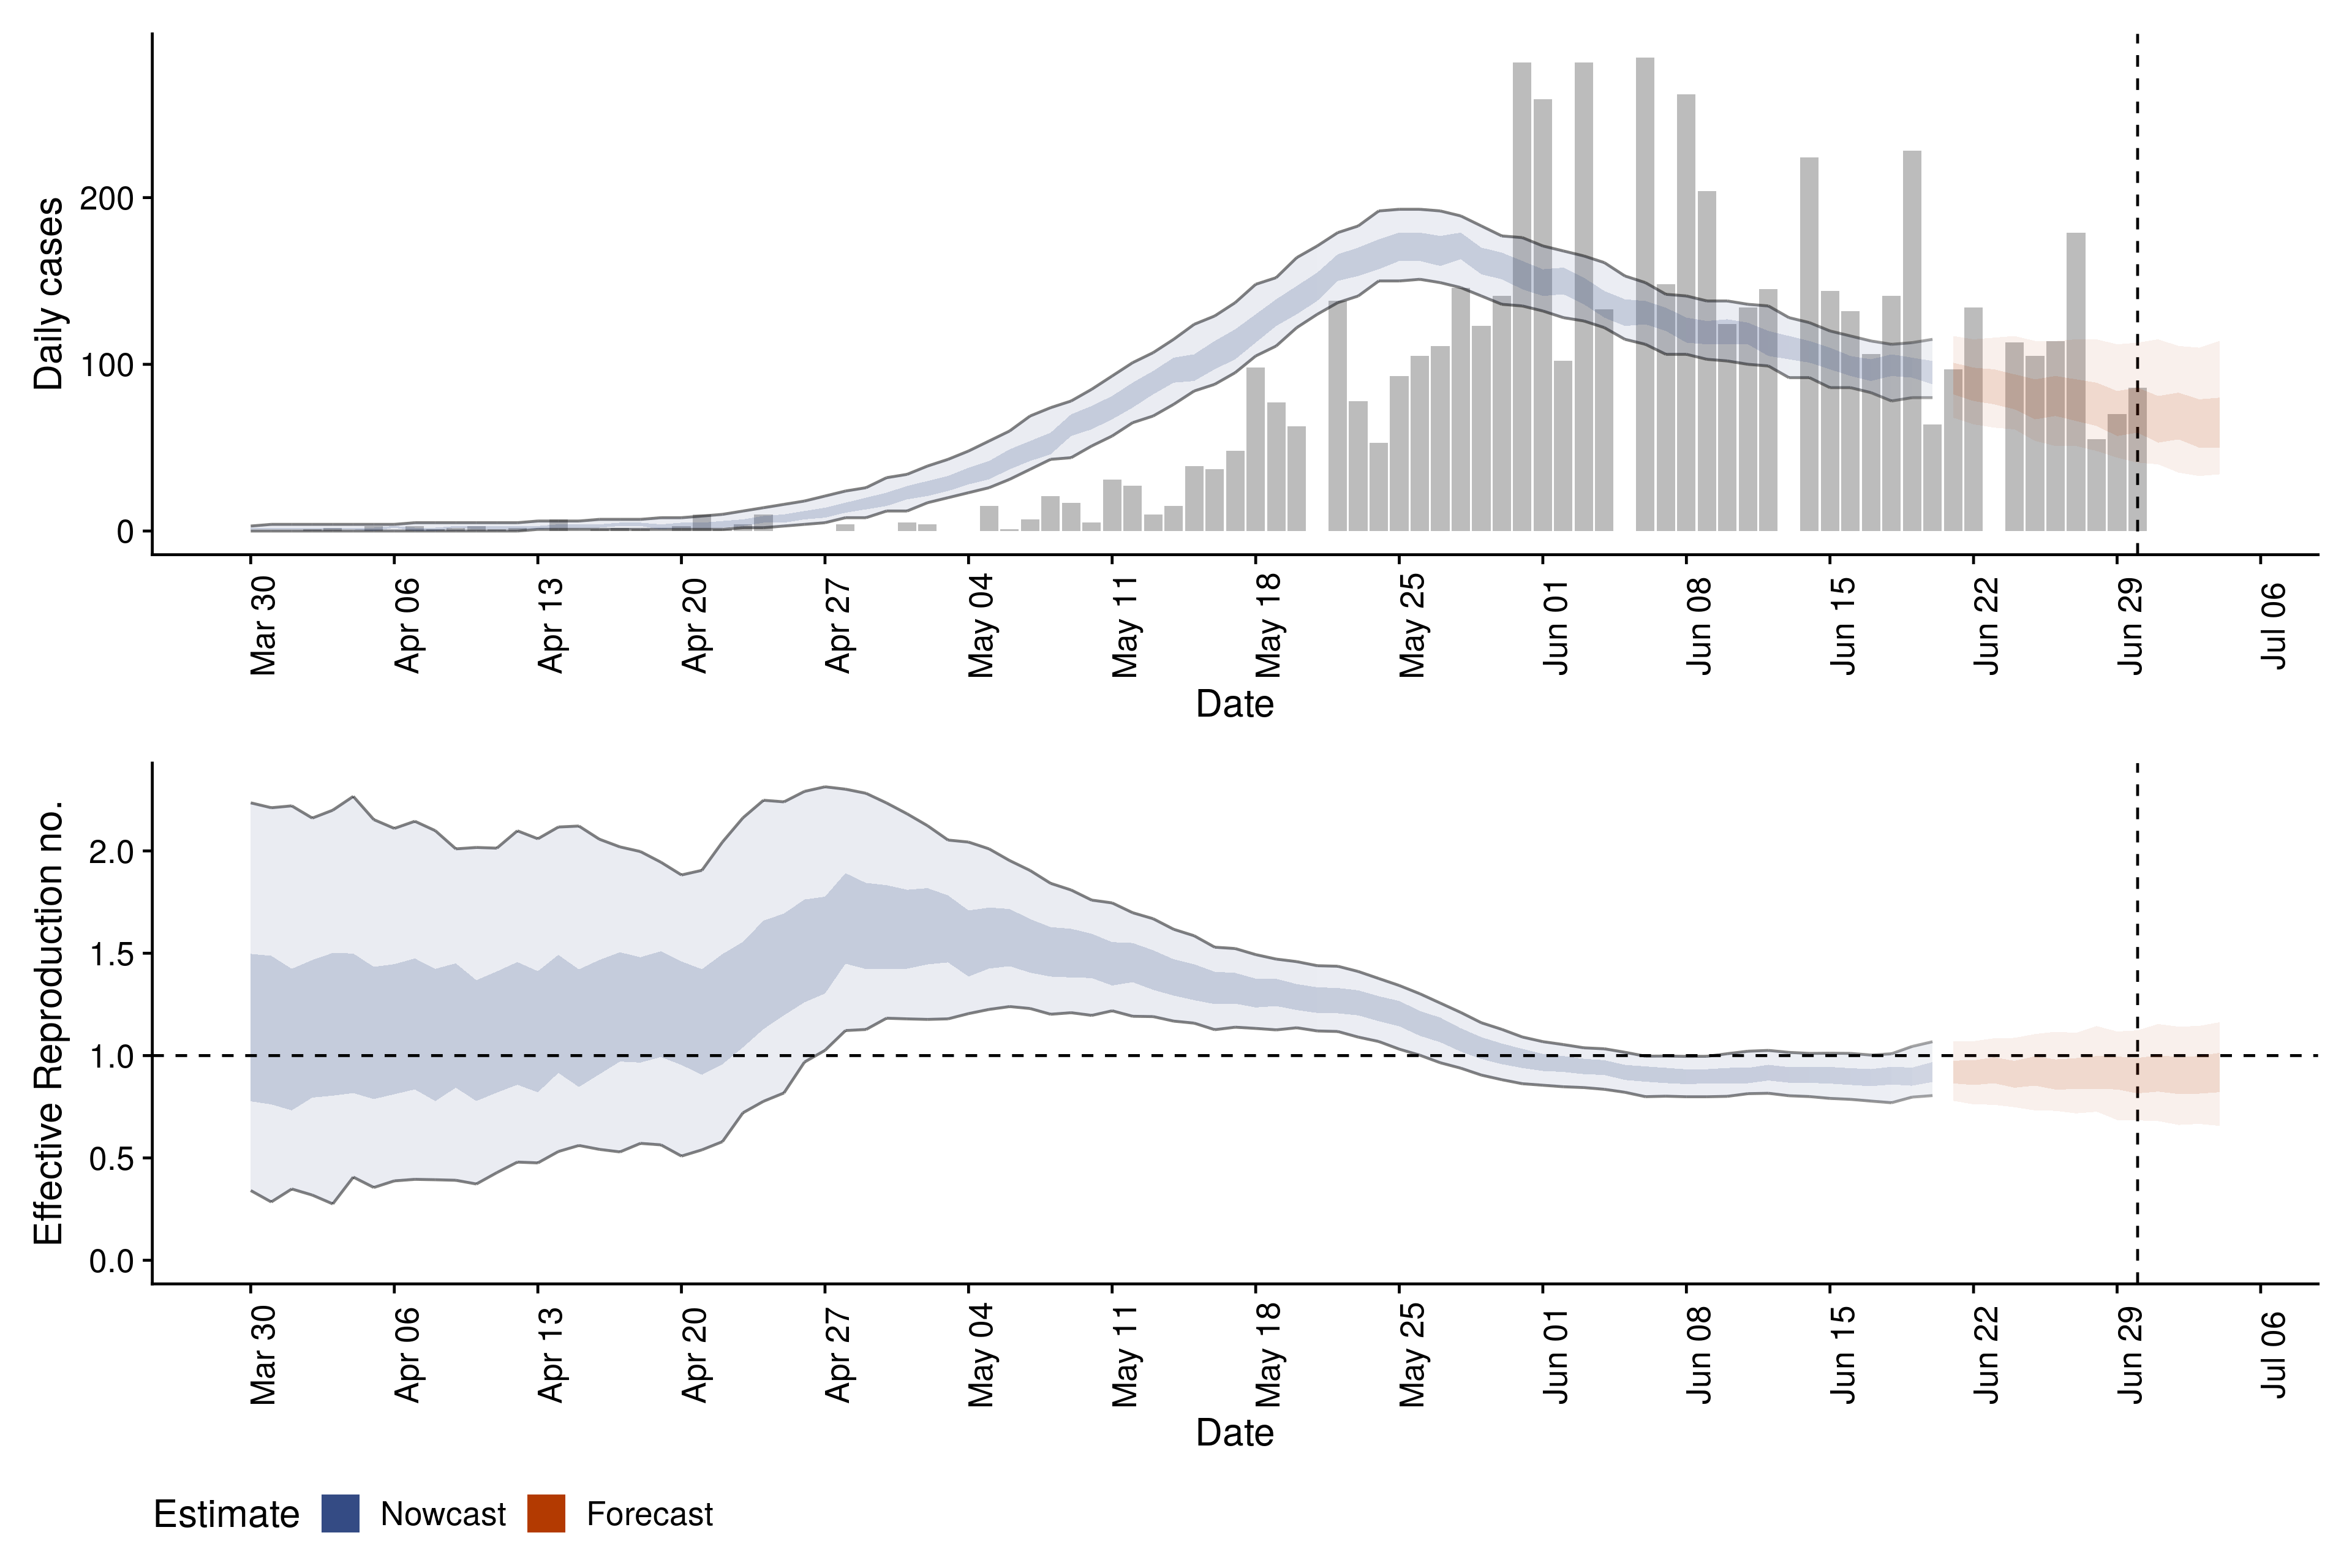 Daily cases
200
100
0
Mar 30
Apr 06
Apr 13
Apr 20
Apr 27
May 04
May 11
May 18
May 25
Jun 01
Jun 08
Jun 15
Jun 22
Jun 29
Jul 06
Date
Effective Reproduction no.
2.0
1.5
1.0
0.5
0.0
Mar 30
Apr 06
Apr 13
Apr 20
Apr 27
May 04
May 11
May 18
May 25
Jun 01
Jun 08
Jun 15
Jun 22
Jun 29
Jul 06
Date
Estimate Nowcast Forecast